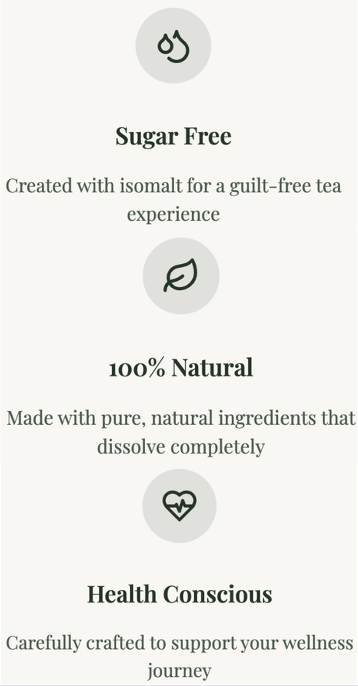 Sugar Free
Created with isomalt for a guilt-free tea
experience
100% Natural
Made with pure, natural ingredients that
dissolve completely
Health Conscious
Carefully crafted to support your wellness
journey